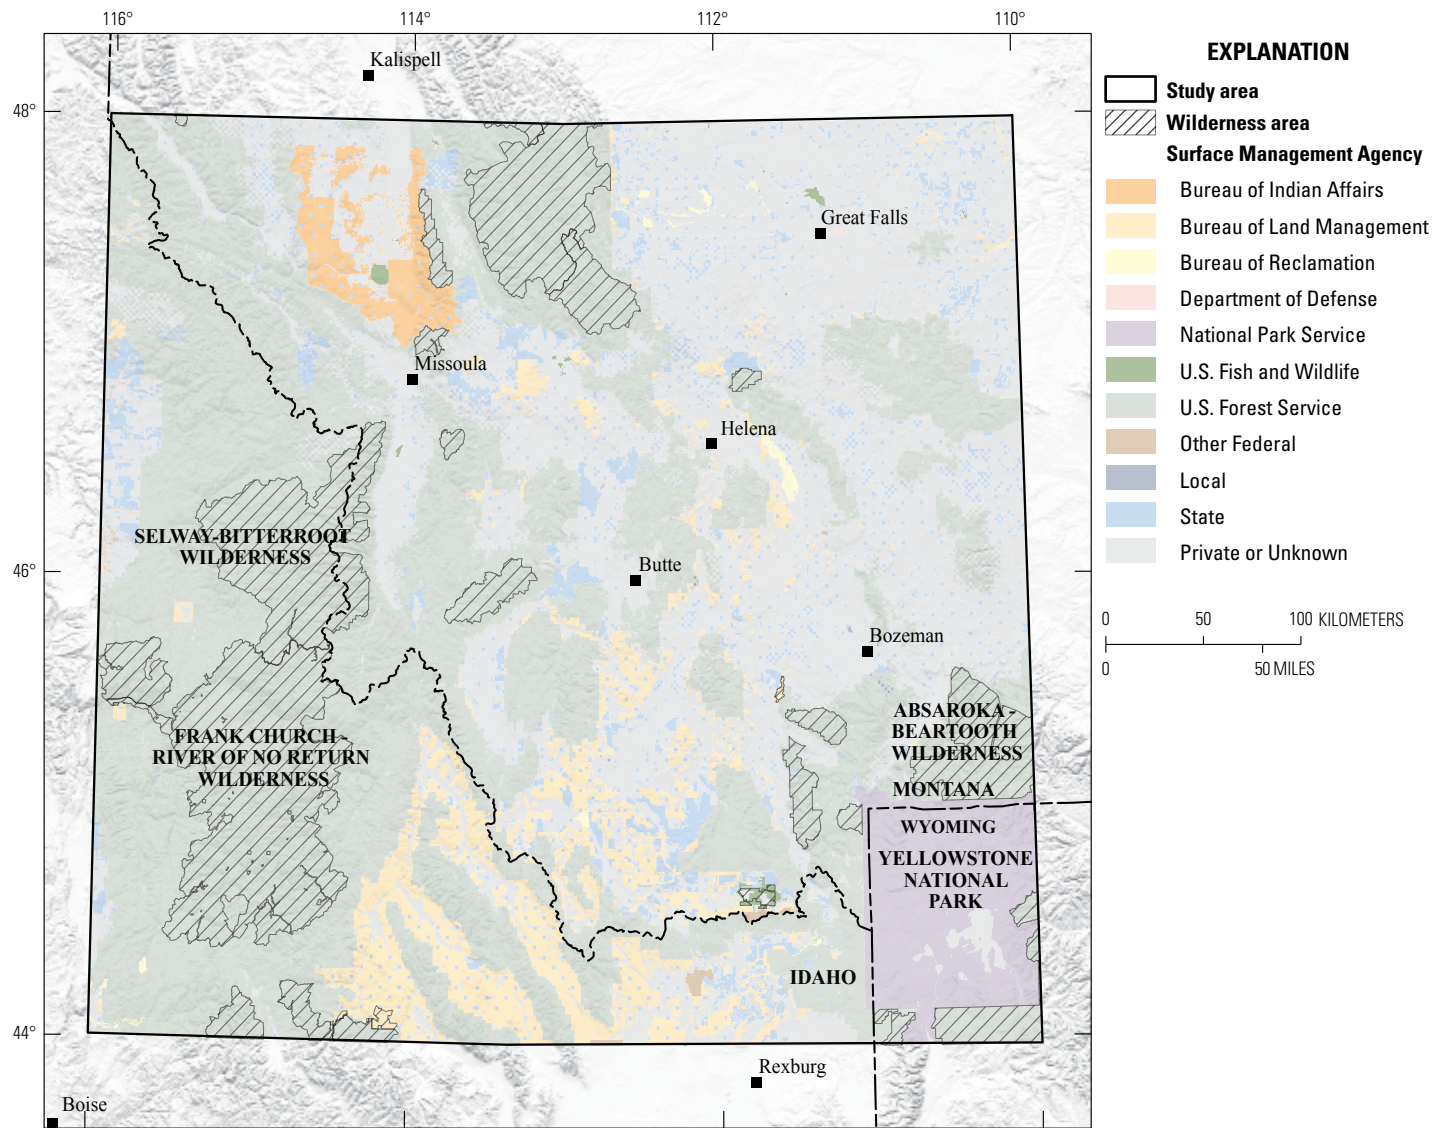 116°
114°
112°
110°
48°
46°
44°
Kalispell
Great Falls
Missoula
Helena
SELWAY-BITTERROOT
WILDERNESS
Butte
Bozeman
FRANK CHURCH -
RIVER OF NO RETURN
WILDERNESS
ABSAROKA -
BEARTOOTH
WILDERNESS
MONTANA
WYOMING
YELLOWSTONE
NATIONAL
PARK
IDAHO
Rexburg
Boise
EXPLANATION
Study area
Wilderness area
Surface Management Agency
Bureau of Indian Affairs
Bureau of Land Management
Bureau of Reclamation
Department of Defense
National Park Service
U.S. Fish and Wildlife
U.S. Forest Service
Other Federal
Local
State
Private or Unknown
0 50 100 KILOMETERS
0 50 MILES